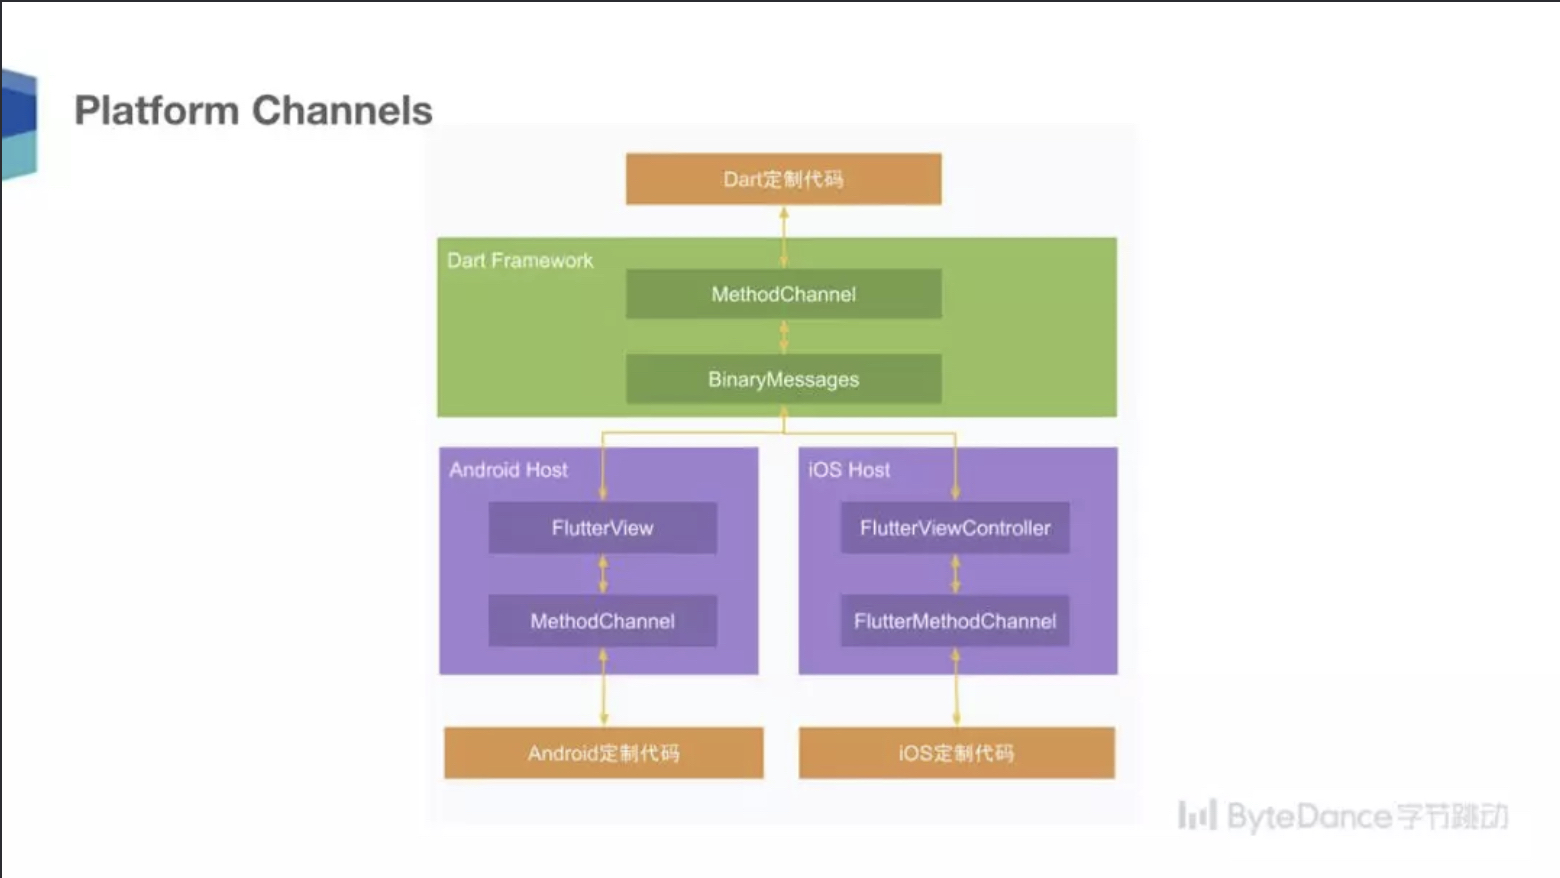 Platform Channels
Dart定制代码
Dart Framework
MethodChannel
BinaryMessages
Android Host
FlutterView
MethodChannel
Android定制代码
iOS Host
FlutterViewController
FlutterMethodChannel
iOS定制代码
ByteDance字节跳动